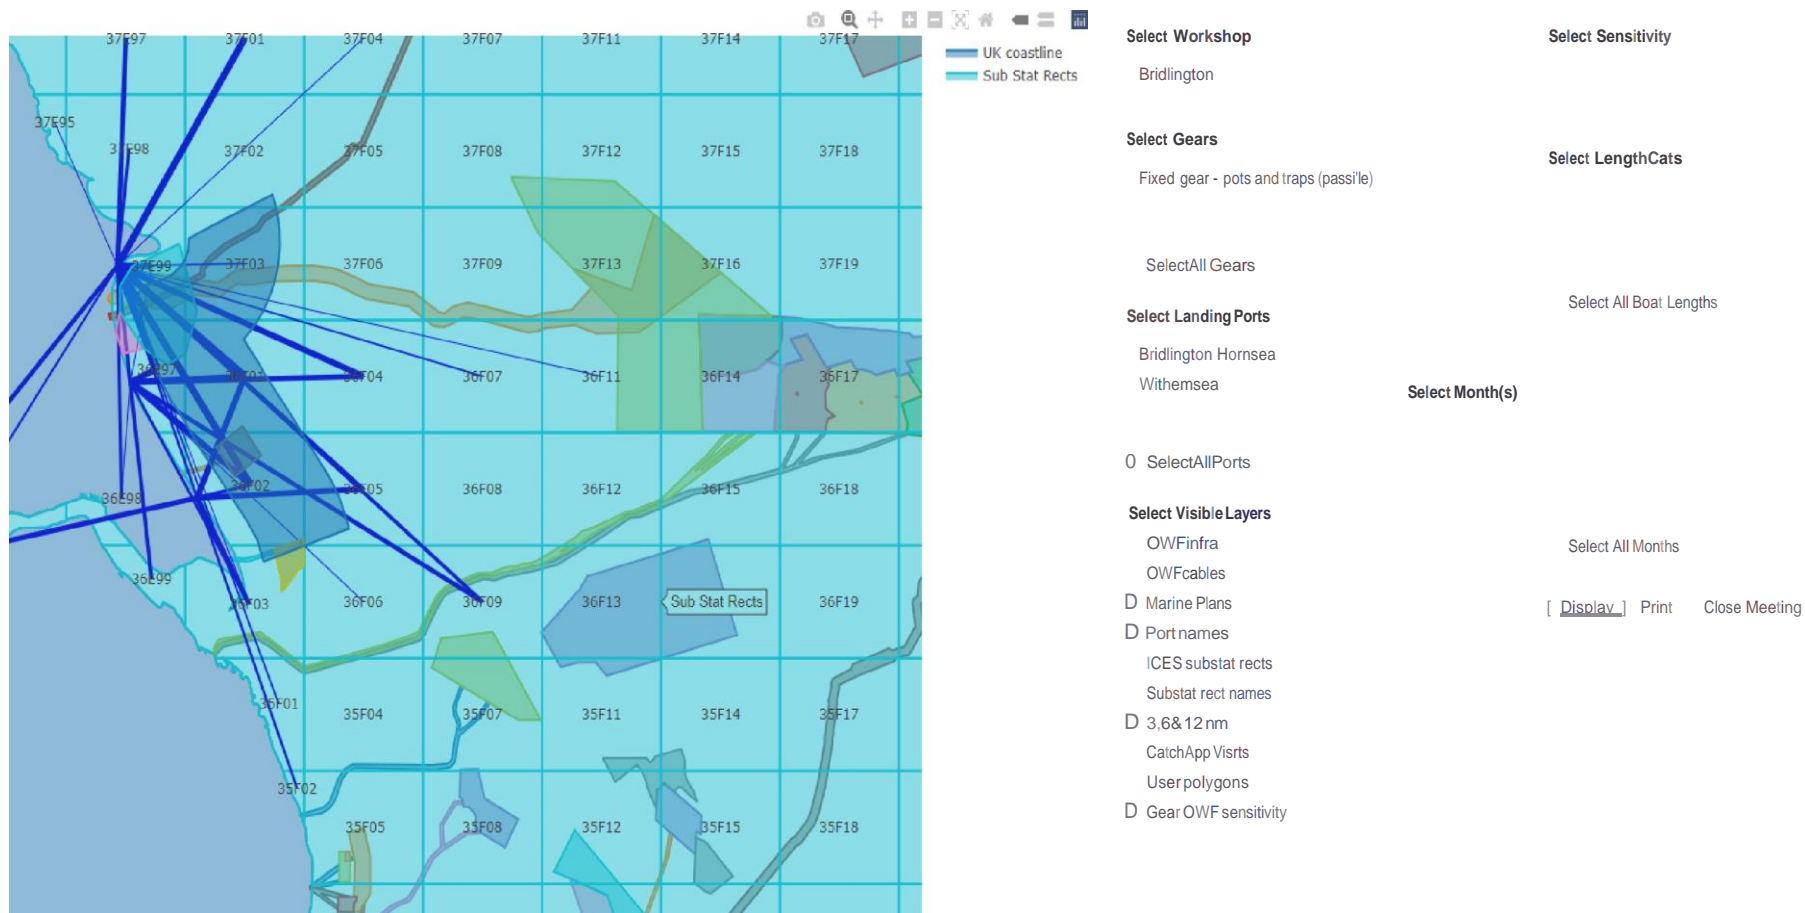 37E97 37F01 37F04 37F07 37F11 37F14 37F17
UK coastline
Sub Stat Rects
37E95
37E98 37F02 37F05 37F08 37F12 37F15 37F18
37E99 37F03 37F06 37F09 37F13 37F16 37F19
36E97 36F01 36F04 36F07 36F11 36F14 36F17
36E98 36F02 36F05 36F08 36F12 36F15 36F18
36E99
36F03 36F06 36F09 36F13 Sub Stat Rects 36F19
35F01
35F04 35F07 35F11 35F14 35F17
35F02
35F05 35F08 35F12 35F15 35F18
Select Workshop
Bridlington
Select Gears
Fixed gear - pots and traps (passi'le)
SelectAll Gears
Select Landing Ports
Bridlington Hornsea
Withemsea
0 SelectAllPorts
Select Visible Layers
OWFinfra
OWFcables
D Marine Plans
D Port names
ICES substat rects
Substat rect names
D 3,6&12 nm
CatchApp Visrts
User polygons
D Gear OWF sensitivity
Select Month(s)
Select Sensitivity
Select LengthCats
Select All Boat Lengths
Select All Months
[ Display ] Print Close Meeting